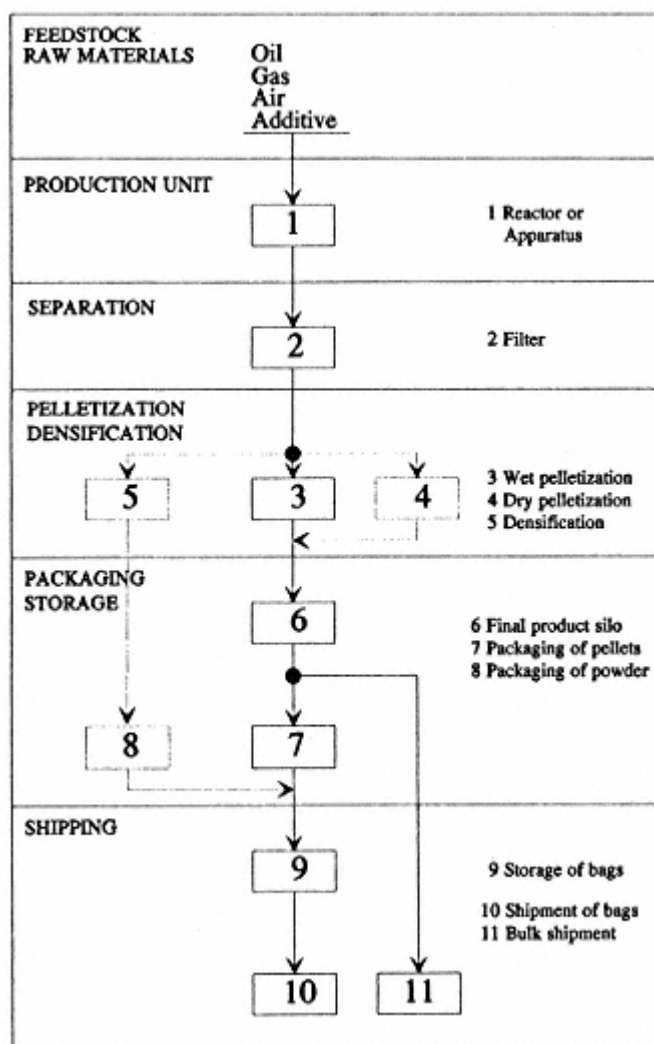 FEEDSTOCK
RAW MATERIALS
Oil
Gas
Air
Additive
PRODUCTION UNIT
1
1 Reactor or
Apparatus
SEPARATION
2
2 Filter
PELLETIZATION
DENSIFICATION
5
3
4
3 Wet pelletization
4 Dry pelletization
5 Densification
PACKAGING
STORAGE
6
6 Final product silo
7 Packaging of pellets
8 Packaging of powder
8
7
SHIPPING
9
9 Storage of bags
10 Shipment of bags
11 Bulk shipment
10
11